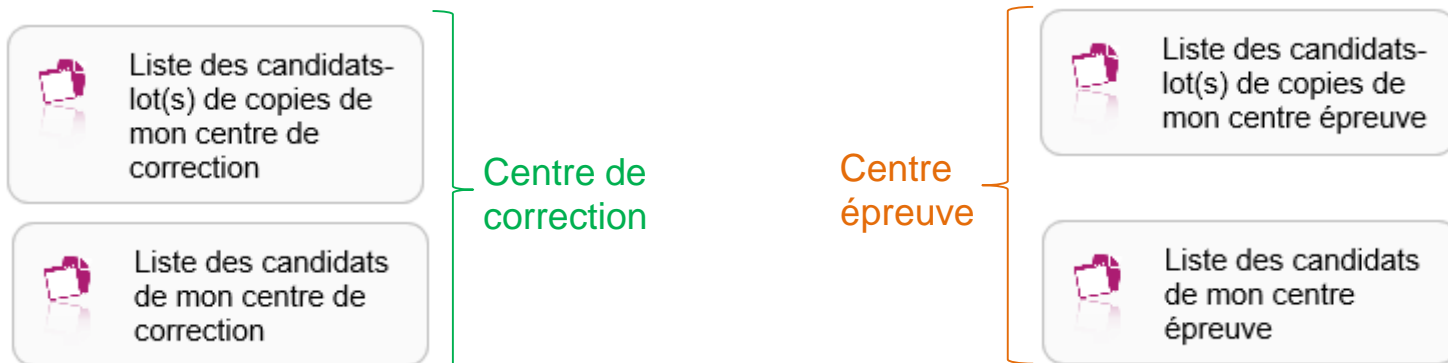 Liste des candidats-
lot(s) de copies de
mon centre de
correction
Liste des candidats
de mon centre de
correction
Centre de
correction
Centre
épreuve
Liste des candidats-
lot(s) de copies de
mon centre épreuve
Liste des candidats
de mon centre
épreuve